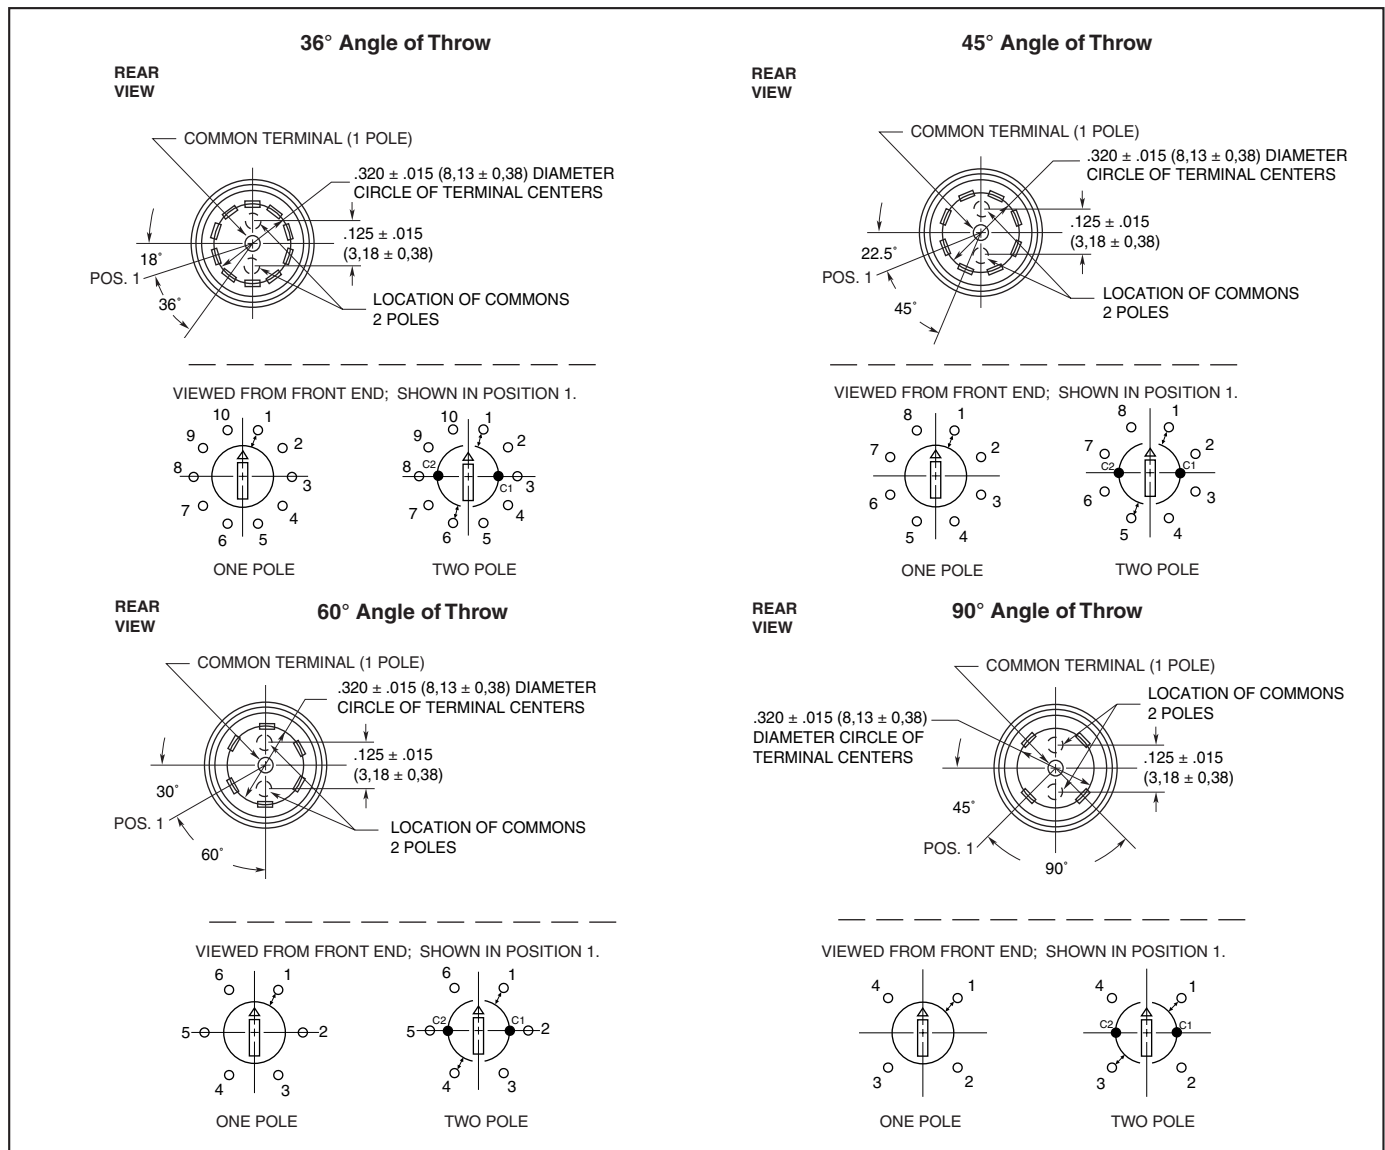 36° Angle of Throw
REAR
VIEW
COMMON TERMINAL (1 POLE)
.320 ± .015 (8,13 ± 0,38) DIAMETER
CIRCLE OF TERMINAL CENTERS
.125 ± .015
(3,18 ± 0,38)
18°
POS. 1
36°
LOCATION OF COMMONS
2 POLES
VIEWED FROM FRONT END; SHOWN IN POSITION 1.
10 1
9 2
8 3
7 4
6 5
ONE POLE
10 1
9 2
8 C2 C1 3
7 4
6 5
TWO POLE
45° Angle of Throw
REAR
VIEW
COMMON TERMINAL (1 POLE)
.320 ± .015 (8,13 ± 0,38) DIAMETER
CIRCLE OF TERMINAL CENTERS
.125 ± .015
(3,18 ± 0,38)
22.5°
POS. 1
45°
LOCATION OF COMMONS
2 POLES
VIEWED FROM FRONT END; SHOWN IN POSITION 1.
8 1
7 2
6 3
5 4
ONE POLE
8 1
7 2
C2 C1
6 3
5 4
TWO POLE
60° Angle of Throw
REAR
VIEW
COMMON TERMINAL (1 POLE)
.320 ± .015 (8,13 ± 0,38) DIAMETER
CIRCLE OF TERMINAL CENTERS
.125 ± .015
(3,18 ± 0,38)
30°
POS. 1
60°
LOCATION OF COMMONS
2 POLES
VIEWED FROM FRONT END; SHOWN IN POSITION 1.
6 1
5 2
4 3
ONE POLE
6 1
5 C2 C1 2
4 3
TWO POLE
90° Angle of Throw
REAR
VIEW
COMMON TERMINAL (1 POLE)
LOCATION OF COMMONS
2 POLES
.320 ± .015 (8,13 ± 0,38)
DIAMETER CIRCLE OF
TERMINAL CENTERS
.125 ± .015
(3,18 ± 0,38)
45°
POS. 1
90°
VIEWED FROM FRONT END; SHOWN IN POSITION 1.
4 1
3 2
ONE POLE
4 1
C2 C1
3 2
TWO POLE